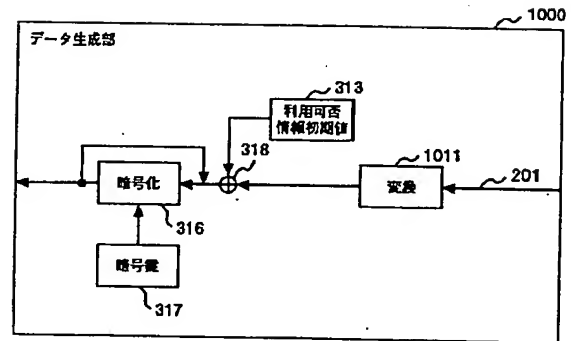 1000
データ生成部
313
利用可否
情報初期値
318
1011
変換
201
暗号化
316
暗号鍵
317